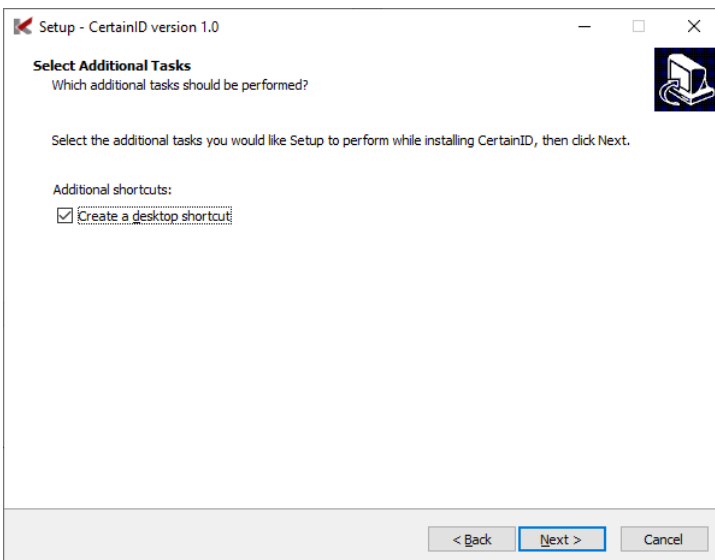 Setup - CertainID version 1.0
Select Additional Tasks
Which additional tasks should be performed?
Select the additional tasks you would like Setup to perform while installing CertainID, then click Next.
Additional shortcuts:
Create a desktop shortcut
< Back
Next >
Cancel